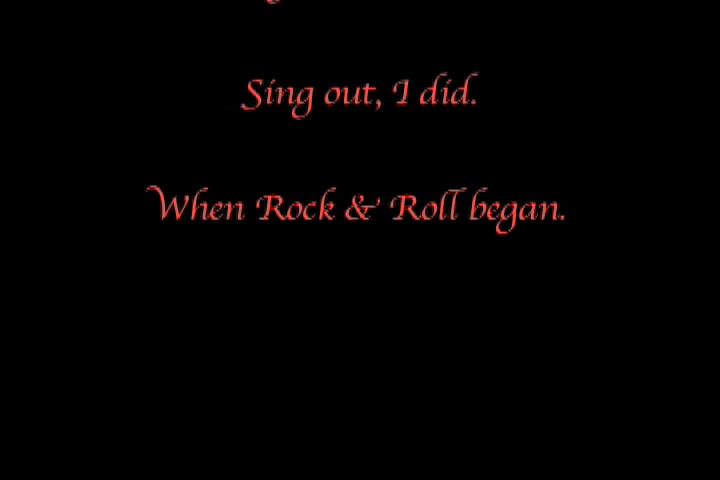 Sing out, I did.
When Rock & Roll began.